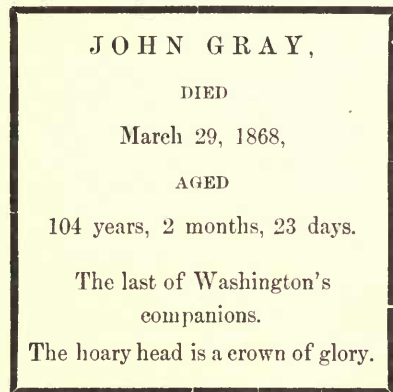 JOHN GRAY,
DIED
March 29, 1868,
AGED
104 years, 2 months, 23 days.
The last of Washington's
companions.
The hoary head is a crown of glory.